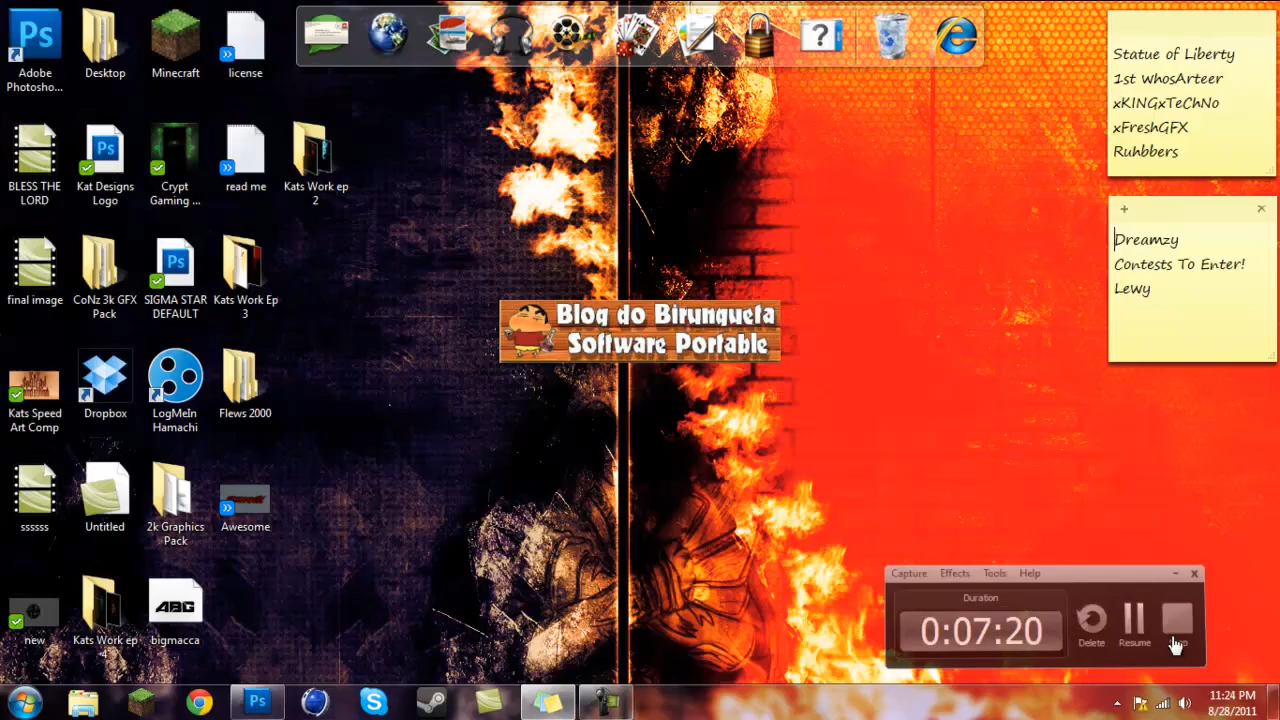 Adobe
Photosho...
Desktop
Minecraft
license
BLESS THE
LORD
Kat Designs
Logo
Crypt
Gaming ...
read me
Kats Work ep
2
final image
CoNz 3k GFX
Pack
SIGMA STAR
DEFAULT
Kats Work Ep
3
Kats Speed
Art Comp
Dropbox
LogMeIn
Hamachi
Flews 2000
ssssss
Untitled
2k Graphics
Pack
Awesome
new
Kats Work ep
4
ABG
bigmacca
Blog do Birungueta
Software Portable
Statue of Liberty
1st whosArteer
xKINGxTeChNo
xFreshGFX
Ruhbbers
Dreamzy
Contests To Enter!
LeWy
Capture Effects Tools Help
Duration
0:07:20
Delete
Resume
11:24 PM
8/28/2011